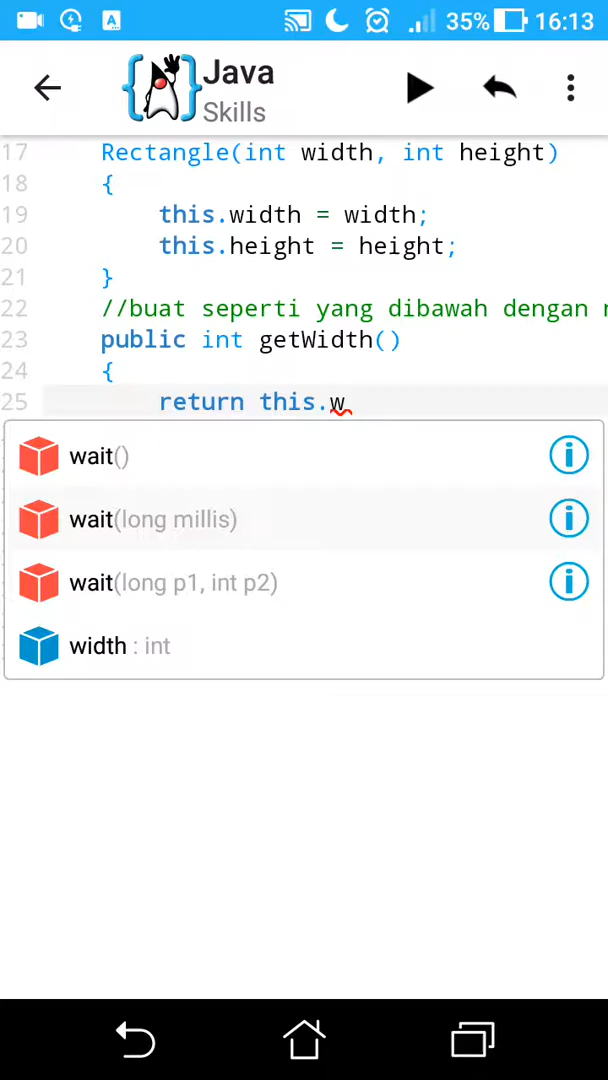 A
35%
16:13
Java
Skills
17 Rectangle(int width, int height)
18 {
19 this.width = width;
20 this.height = height;
21 }
22 //buat seperti yang dibawah dengan
23 public int getWidth()
24 {
25 return this.w
wait()
wait(long millis)
wait(long p1, int p2)
width : int